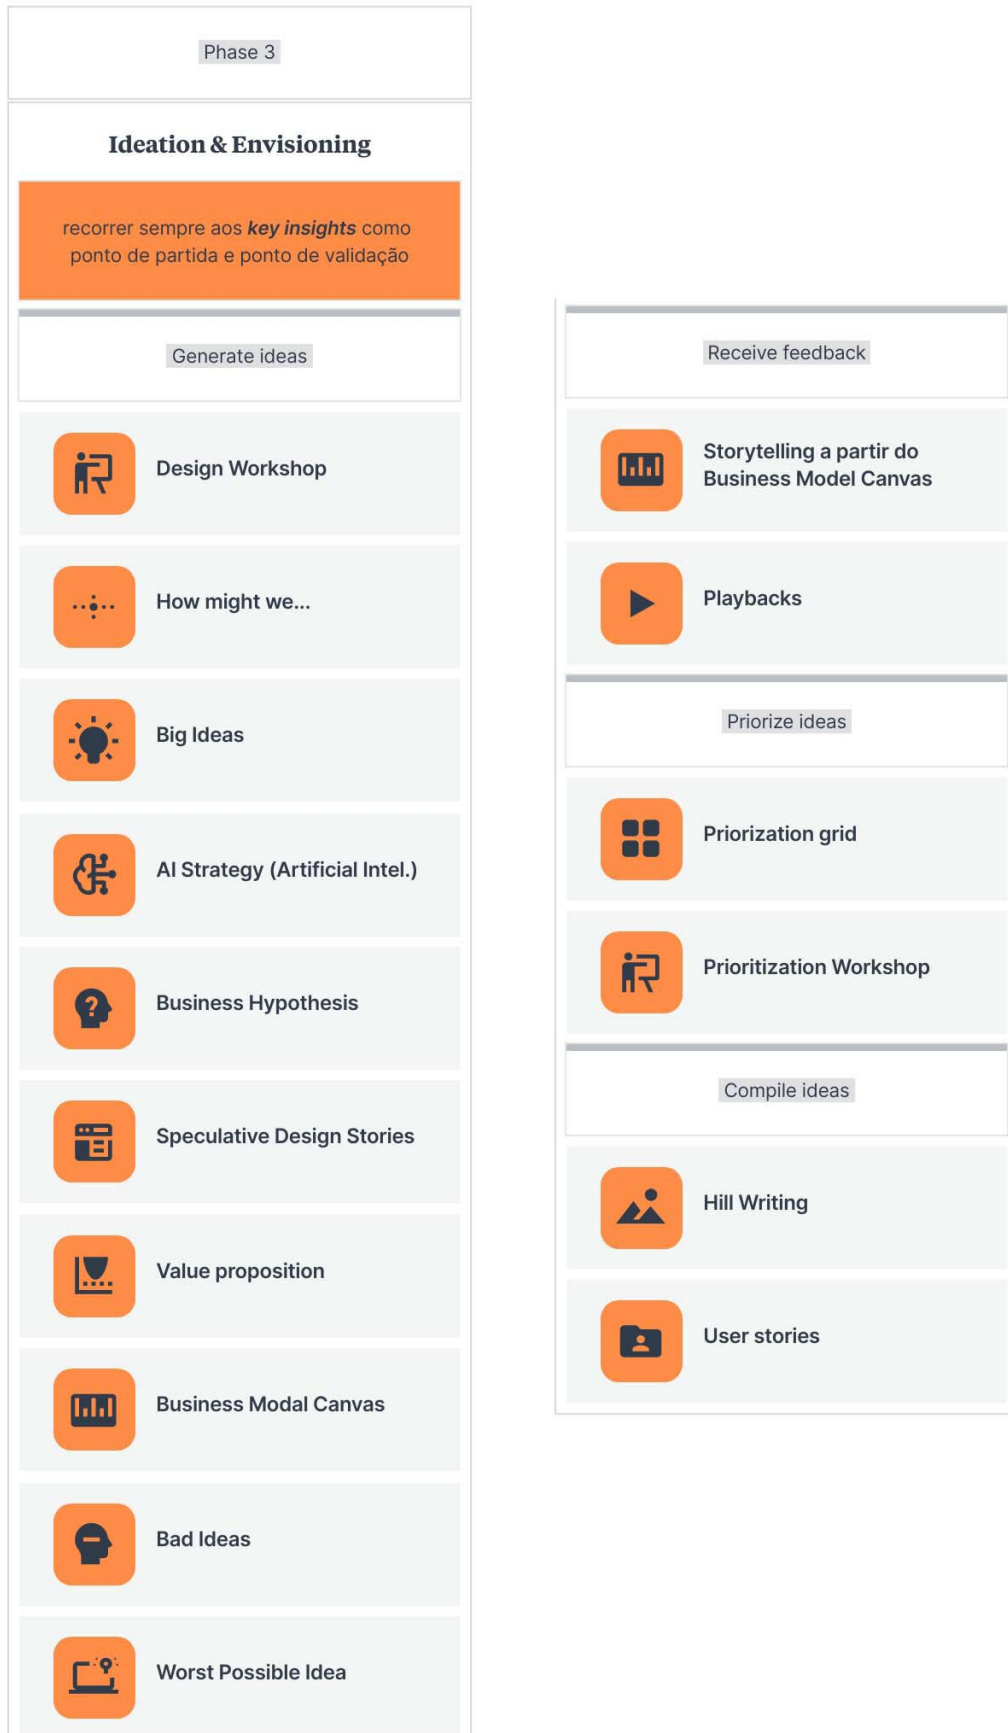 Phase 3
Ideation & Envisioning
recorrer sempre aos key insights como
ponto de partida e ponto de validação
Generate ideas
Design Workshop
How might we...
Big Ideas
AI Strategy (Artificial Intel.)
Business Hypothesis
Speculative Design Stories
Value proposition
Business Modal Canvas
Bad Ideas
Worst Possible Idea
Receive feedback
Storytelling a partir do
Business Model Canvas
Playbacks
Priorize ideas
Priorization grid
Prioritization Workshop
Compile ideas
Hill Writing
User stories